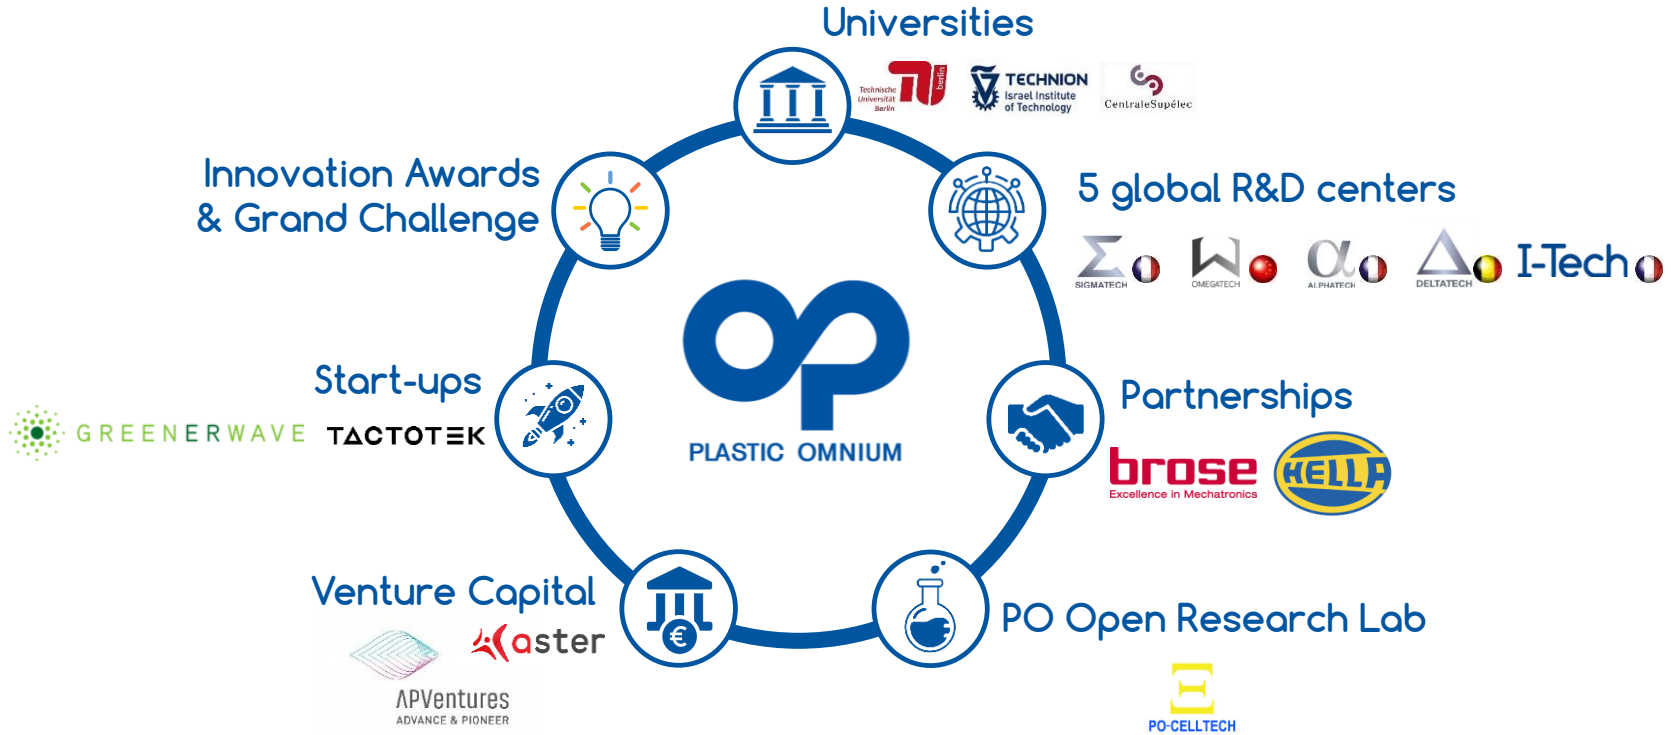 Universities
Technische
Universität
Berlin
berlin
TECHNION
Israel Institute
of Technology
CentraleSupélec
Innovation Awards
& Grand Challenge
5 global R&D centers
SIGMATECH
OMEGATECH
ALPHATECH
DELTATECH
I-Tech
PLASTIC OMNIUM
Start-ups
GREENERWAVE
TACTOTEK
Partnerships
brose
Excellence in Mechatronics
HELLA
Venture Capital
aster
APVentures
ADVANCE & PIONEER
€
PO Open Research Lab
PO-CELLTECH